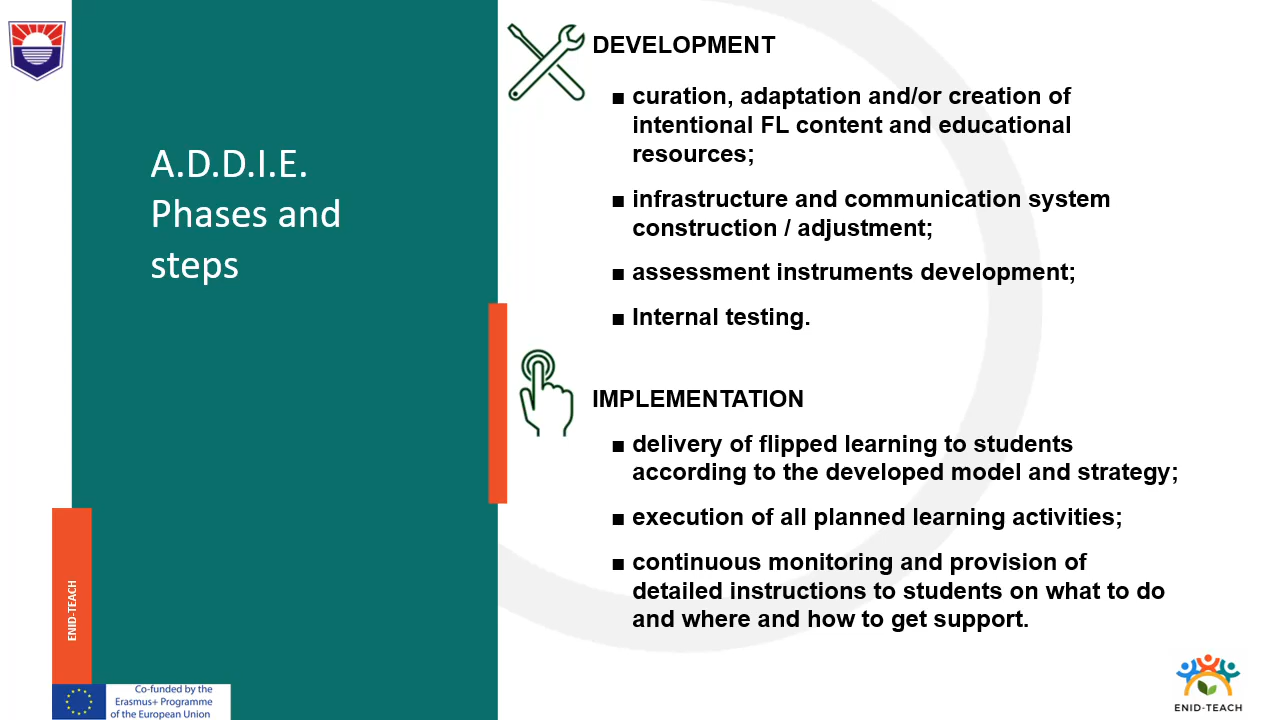 A.D.D.I.E.
Phases and
steps
DEVELOPMENT
■ curation, adaptation and/or creation of
intentional FL content and educational
resources;
■ infrastructure and communication system
construction / adjustment;
■ assessment instruments development;
■ Internal testing.
IMPLEMENTATION
■ delivery of flipped learning to students
according to the developed model and strategy;
■ execution of all planned learning activities;
■ continuous monitoring and provision of
detailed instructions to students on what to do
and where and how to get support.
ENID-TEACH
Co-funded by the
Erasmus+ Programme
of the European Union
ENID-TEACH